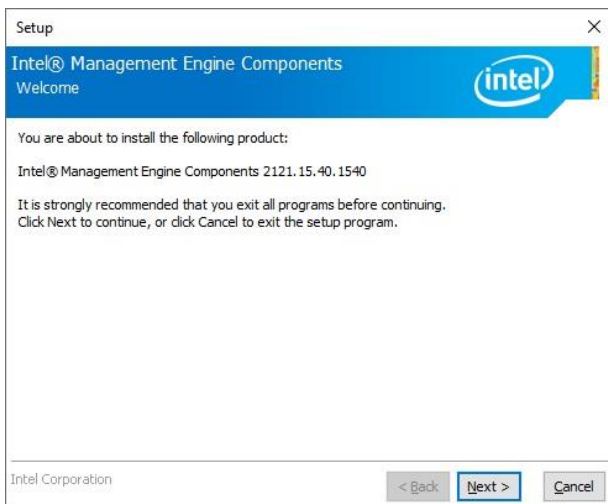 Setup
Intel® Management Engine Components
Welcome
intel
You are about to install the following product:
Intel® Management Engine Components 2121.15.40.1540
It is strongly recommended that you exit all programs before continuing.
Click Next to continue, or click Cancel to exit the setup program.
Intel Corporation
< Back
Next >
Cancel